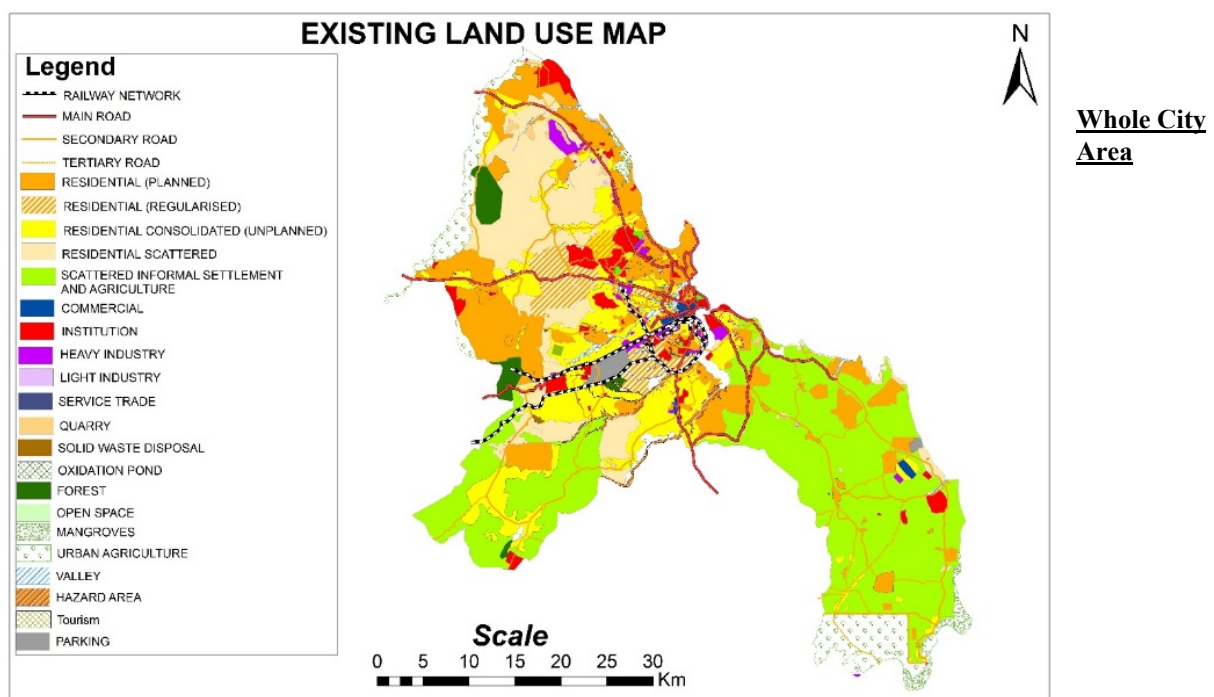 EXISTING LAND USE MAP
N
Whole City
Area
Legend
RAILWAY NETWORK
MAIN ROAD
SECONDARY ROAD
TERTIARY ROAD
RESIDENTIAL (PLANNED)
RESIDENTIAL (REGULARISED)
RESIDENTIAL CONSOLIDATED (UNPLANNED)
RESIDENTIAL SCATTERED
SCATTERED INFORMAL SETTLEMENT
AND AGRICULTURE
COMMERCIAL
INSTITUTION
HEAVY INDUSTRY
LIGHT INDUSTRY
SERVICE TRADE
QUARRY
SOLID WASTE DISPOSAL
OXIDATION POND
FOREST
OPEN SPACE
MANGROVES
URBAN AGRICULTURE
VALLEY
HAZARD AREA
Tourism
PARKING
Scale
0 5 10 15 20 25 30
Km